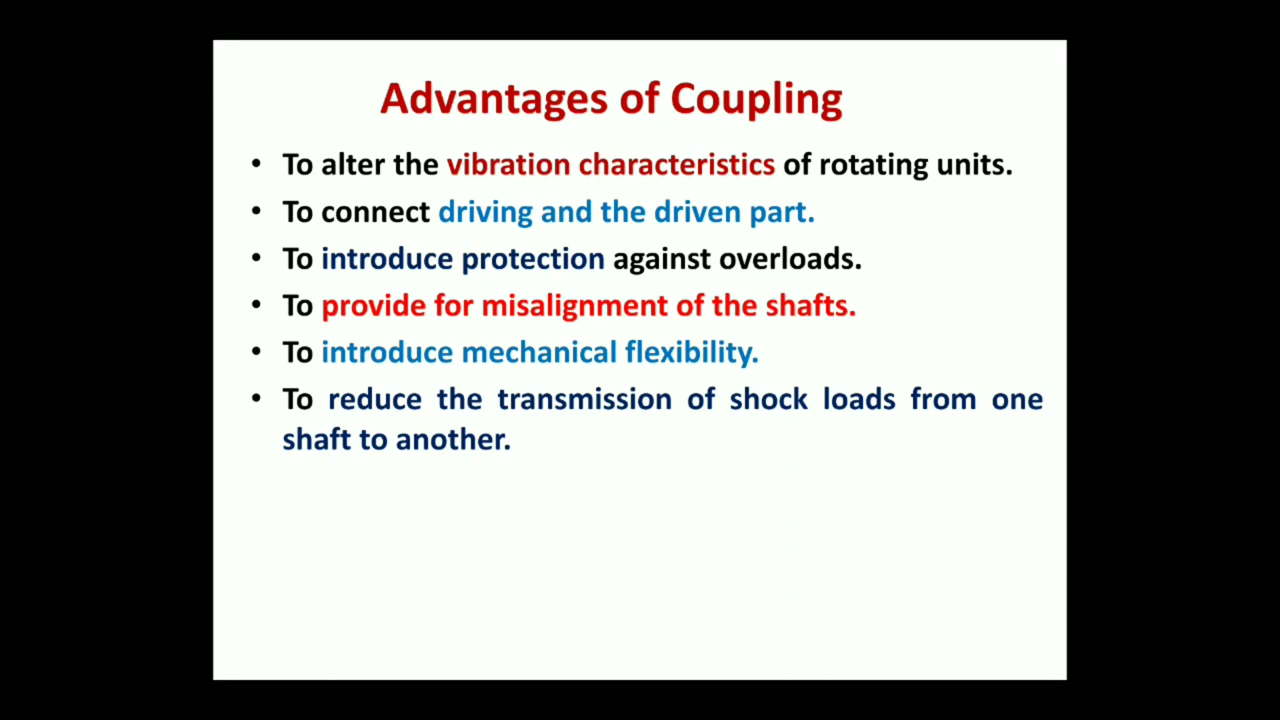 Advantages of Coupling
• To alter the vibration characteristics of rotating units.
• To connect driving and the driven part.
• To introduce protection against overloads.
• To provide for misalignment of the shafts.
• To introduce mechanical flexibility.
• To reduce the transmission of shock loads from one
shaft to another.